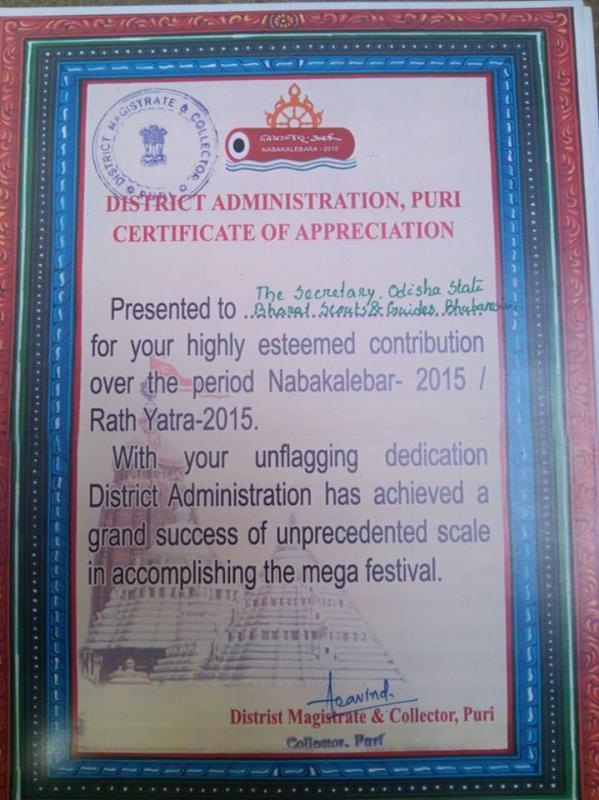 DISTRICT MAGISTRATE & COLLECTOR
PURI
NABAKALEBARA - 2015
DISTRICT ADMINISTRATION, PURI
CERTIFICATE OF APPRECIATION
The Secretary, Odisha State
Presented to .. Bharat Scouts & Guides,
for your highly esteemed contribution
over the period Nabakalebar- 2015 /
Rath Yatra-2015.
With your unflagging dedication
District Administration has achieved a
grand success of unprecedented scale
in accomplishing the mega festival.
Aravind.
Distrist Magistrate & Collector, Puri
Collector, Puri